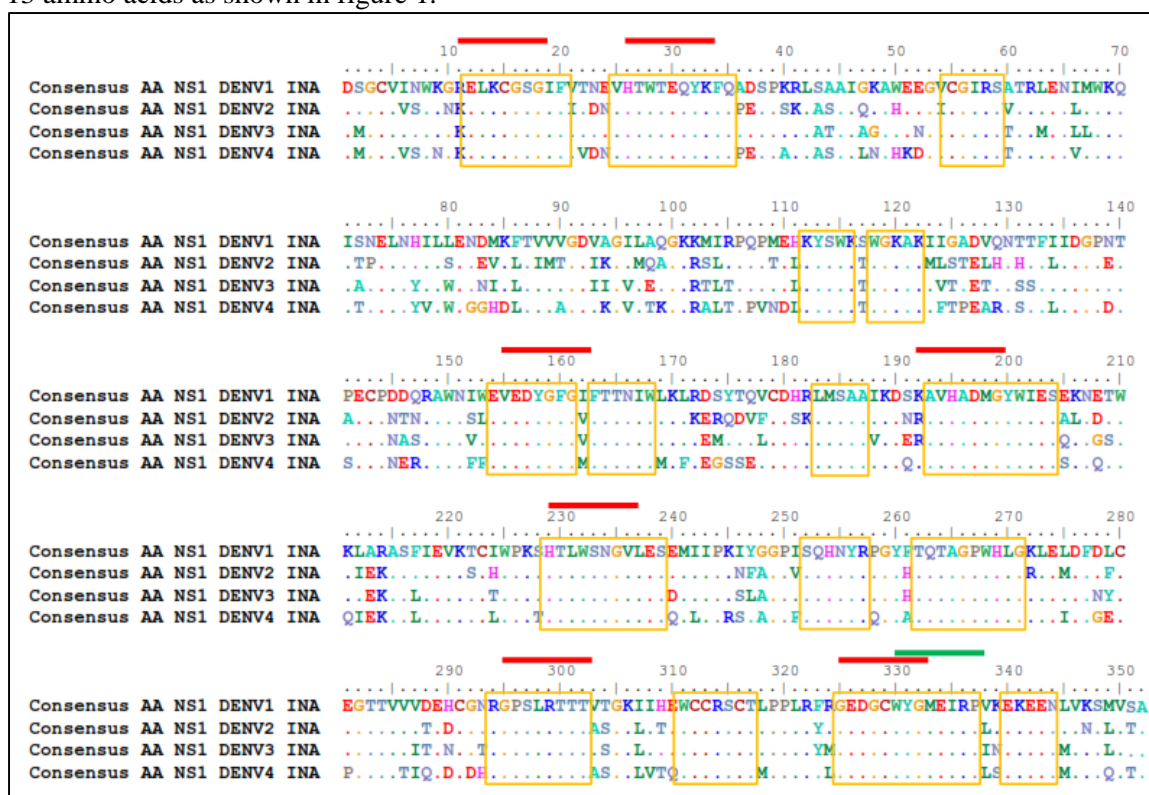 15 amino acids as shown in figure 1.
10 20 30 40 50 60 70
Consensus AA NS1 DENV1 INA DSGCVINWKGRELKCGSGIFVTNEVHTWTEQYKFQADSPKRLSAAIGKAWEEGVCGIRSATRLENIMWKQ
Consensus AA NS1 DENV2 INA .....VS..NK.........I.DN...........PE..SK.AS..Q..H...I.....V.....L....
Consensus AA NS1 DENV3 INA .M........K...............................AT..AG...N.......T..M..LL...
Consensus AA NS1 DENV4 INA .M...VS.N.K..........VDN...........PE..A..AS..LN.HKD.......T.....V....
80 90 100 110 120 130 140
Consensus AA NS1 DENV1 INA ISNELNHILLENDMKFTVVVGDVAGILAQGKKMIRPQPMEHKYSWKSWGKAKIIGADVQNTTFIIDGPNT
Consensus AA NS1 DENV2 INA .TP......S..EV.L.IMT..IK..MQA..RSL....T.L.....T.....MLSTELH.H..L....E.
Consensus AA NS1 DENV3 INA .A....Y..W..NI.L......II.V.E...RTLT.....L.....T......VT.ET..SS........
Consensus AA NS1 DENV4 INA .T....YV.W.GGHDL...A...K.V.TK..RALT.PVNDL.....T......FTPEAR.S..L....D.
150 160 170 180 190 200 210
Consensus AA NS1 DENV1 INA PECPDDQRAWNIWEVEDYGFGIFTTNIWLKLRDSYTQVCDHRLMSAAIKDSKAVHADMGYWIESEKNETW
Consensus AA NS1 DENV2 INA A...NTN....SL........V.........KERQDVF..SK........NR............AL.D..
Consensus AA NS1 DENV3 INA ....NAS....V.........V..........EM...L.........V..ER............Q..GS.
Consensus AA NS1 DENV4 INA S...NER....FF........M......M.F.EGSSE.............Q.............S..Q..
220 230 240 250 260 270 280
Consensus AA NS1 DENV1 INA KLARASFIEVKTCIWPKSHTLWSNGVLESEMIIPKIYGGPISQHNYRPGYFTQTAGPWHLGKLELDFDLC
Consensus AA NS1 DENV2 INA .IEK.......S.H.....................NFA..V.........H..........R..M...F.
Consensus AA NS1 DENV3 INA ..EK..L......T...............D.....SLA............H................NY.
Consensus AA NS1 DENV4 INA QIEK..L......L...T...........Q.L..RS.A..F......Q..A.............I..GE.
290 300 310 320 330 340 350
Consensus AA NS1 DENV1 INA EGTTVVVDEHCGNRGPSLRTTTVTGKIIHEWCCRSCTLPPLRFRGEDGCWYGMEIRPVKEKEENLVKSMVSA
Consensus AA NS1 DENV2 INA .......T.D............AS..L.T.............Y..............L........N.L.T.
Consensus AA NS1 DENV3 INA ......IT.N..T..........S..L...............YM.............IN.....M...L...
Consensus AA NS1 DENV4 INA P....TIQ.D.DH.........AS..LVTQ.......M.....L.............LS.....M...Q.T.